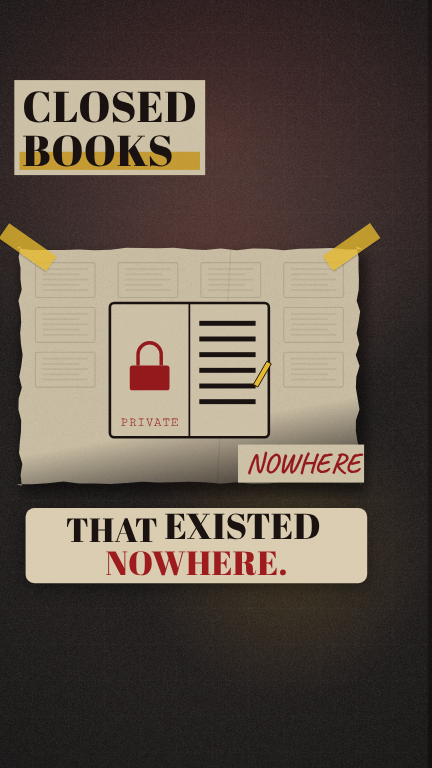 CLOSED
BOOKS
PRIVATE
NOWHERE
THAT EXISTED
NOWHERE.